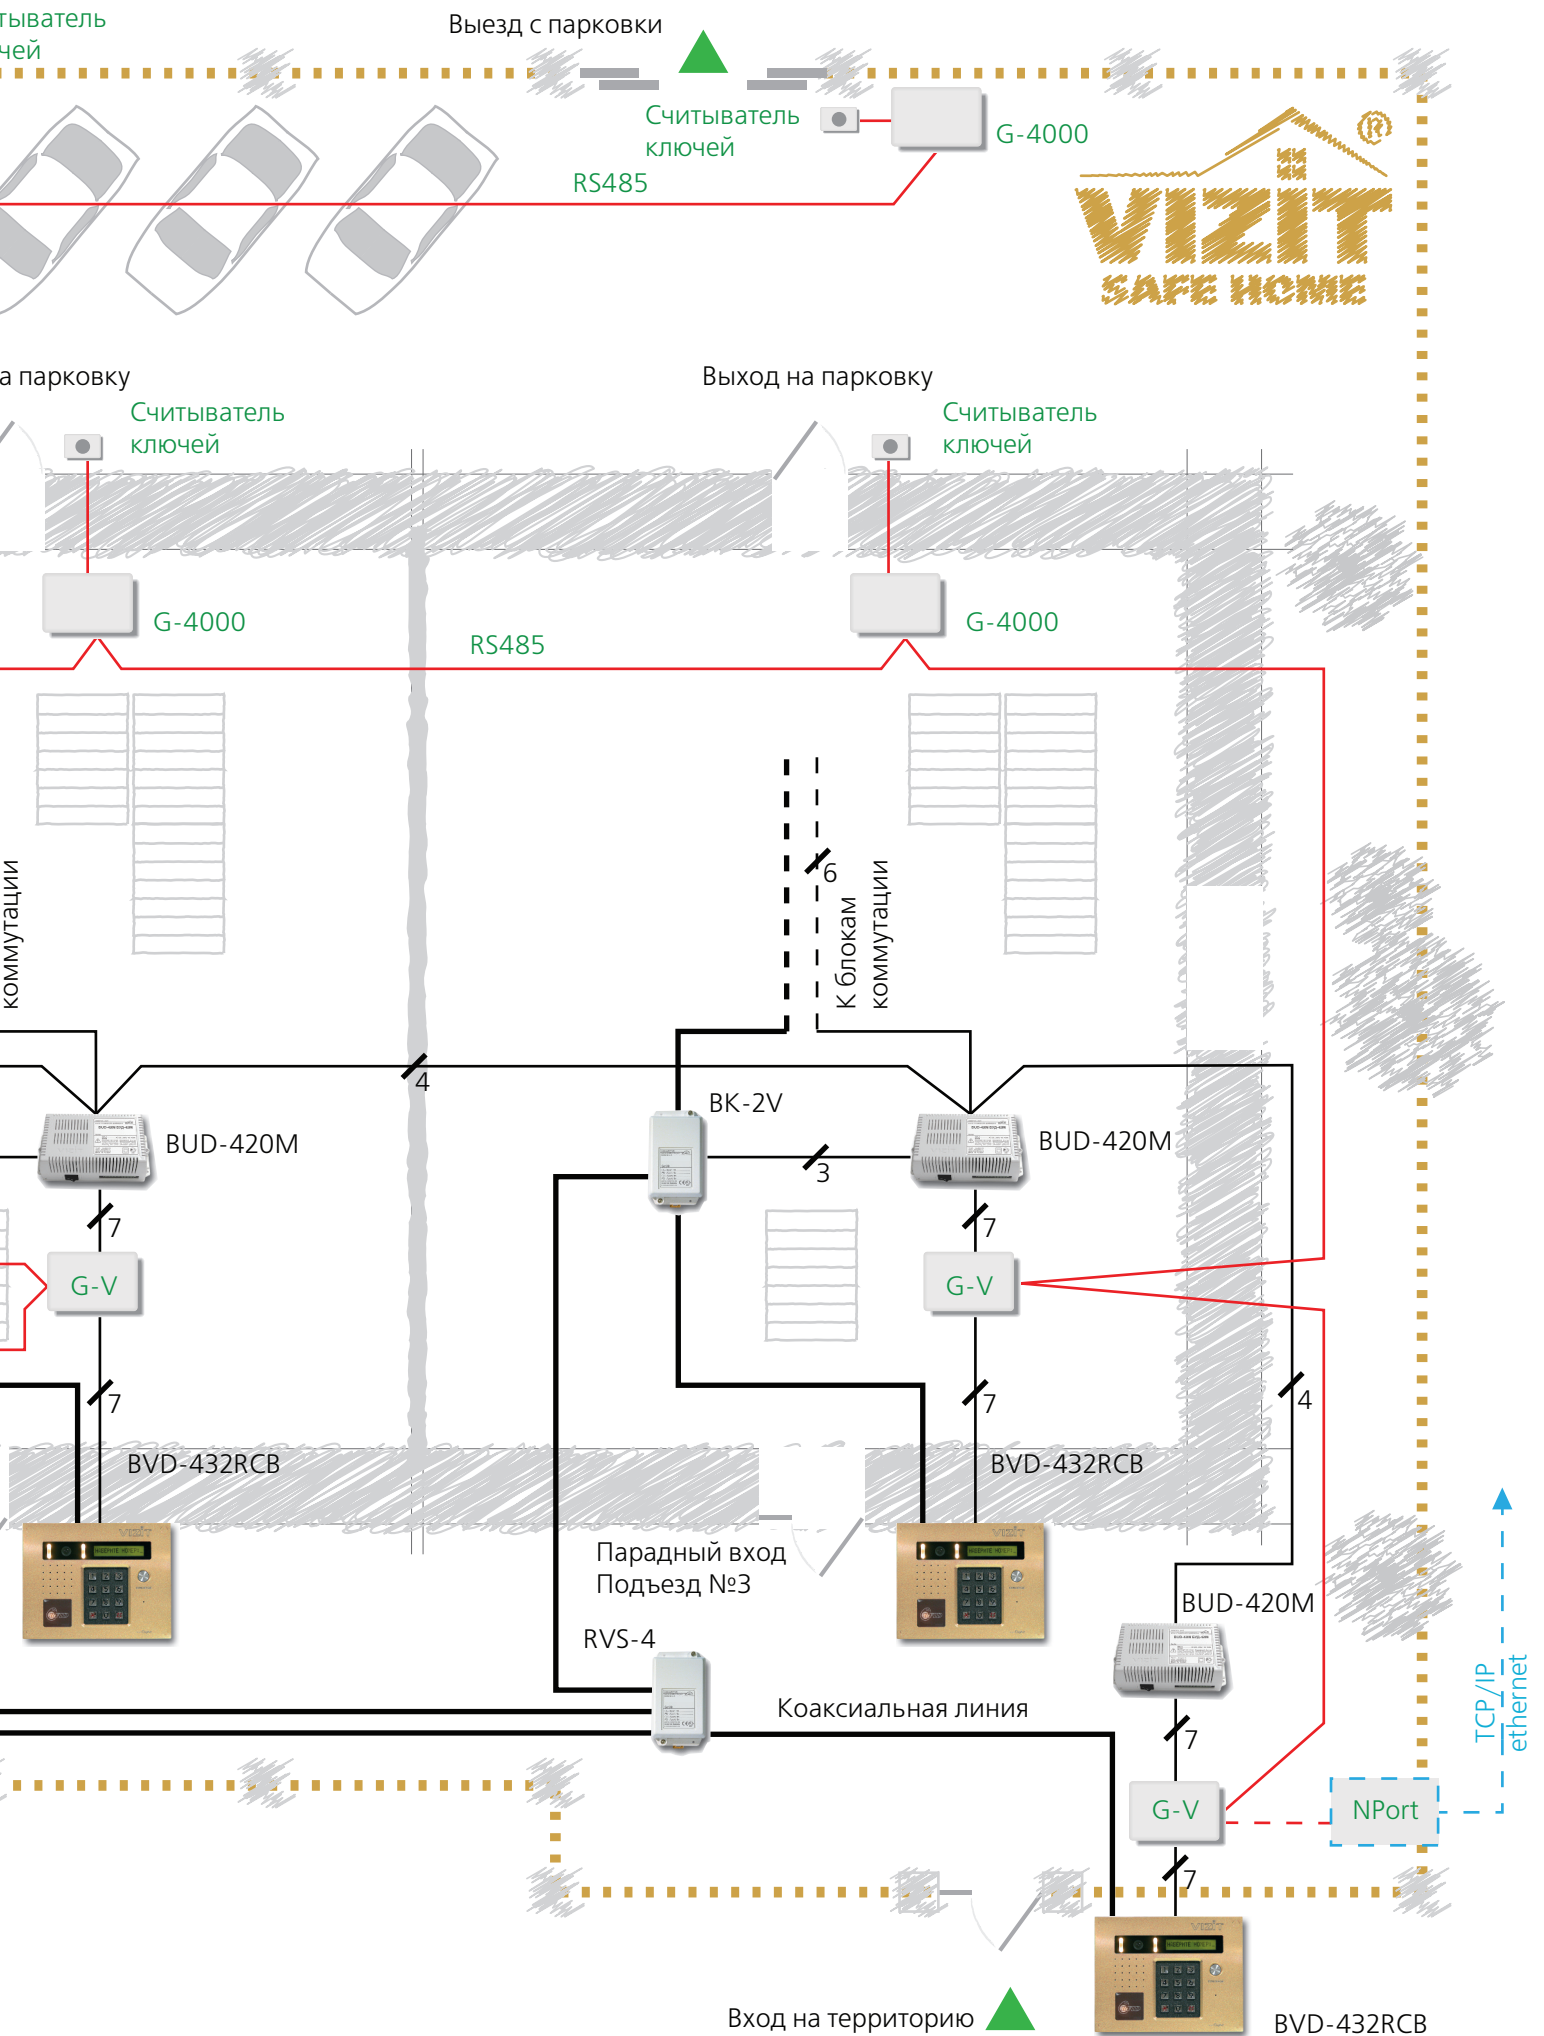 тыватель
чей
Выезд с парковки
Считыватель
ключей
G-4000
RS485
®
VIZIT
SAFE HOME
а парковку
Выход на парковку
Считыватель
ключей
Считыватель
ключей
G-4000
RS485
G-4000
коммутации
6
К блокам
коммутации
4
BK-2V
BUD-420M
BUD-420M
3
7
7
G-V
G-V
7
7
4
BVD-432RCB
BVD-432RCB
VIZIT
VIZIT
Парадный вход
Подъезд №3
BUD-420M
RVS-4
Коаксиальная линия
TCP/IP
ethernet
7
G-V
NPort
7
VIZIT
Вход на территорию
BVD-432RCB